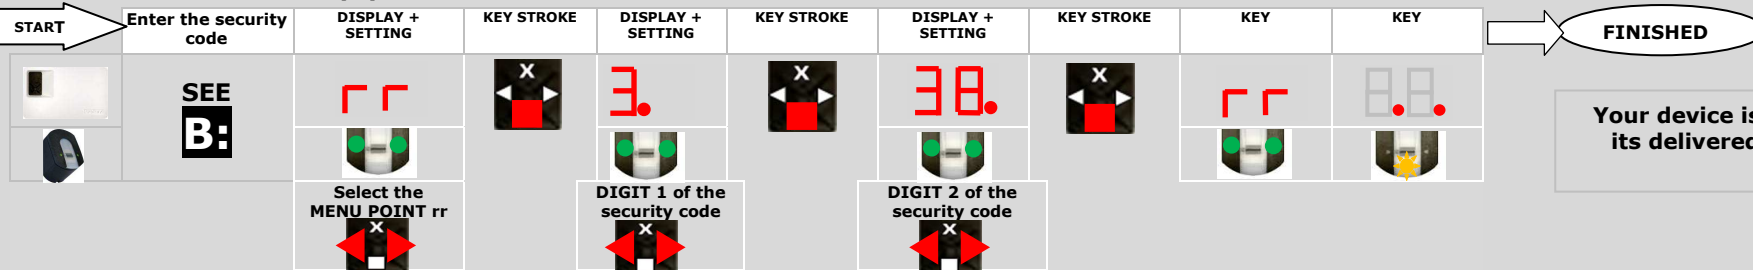 START
Enter the security
code
DISPLAY +
SETTING
KEY STROKE
DISPLAY +
SETTING
KEY STROKE
DISPLAY +
SETTING
KEY STROKE
KEY
KEY
FINISHED
SEE
B:
rr
X
3.
X
38.
X
rr
8.8.
Your device is
its delivered
Select the
MENU POINT rr
X
DIGIT 1 of the
security code
X
DIGIT 2 of the
security code
X